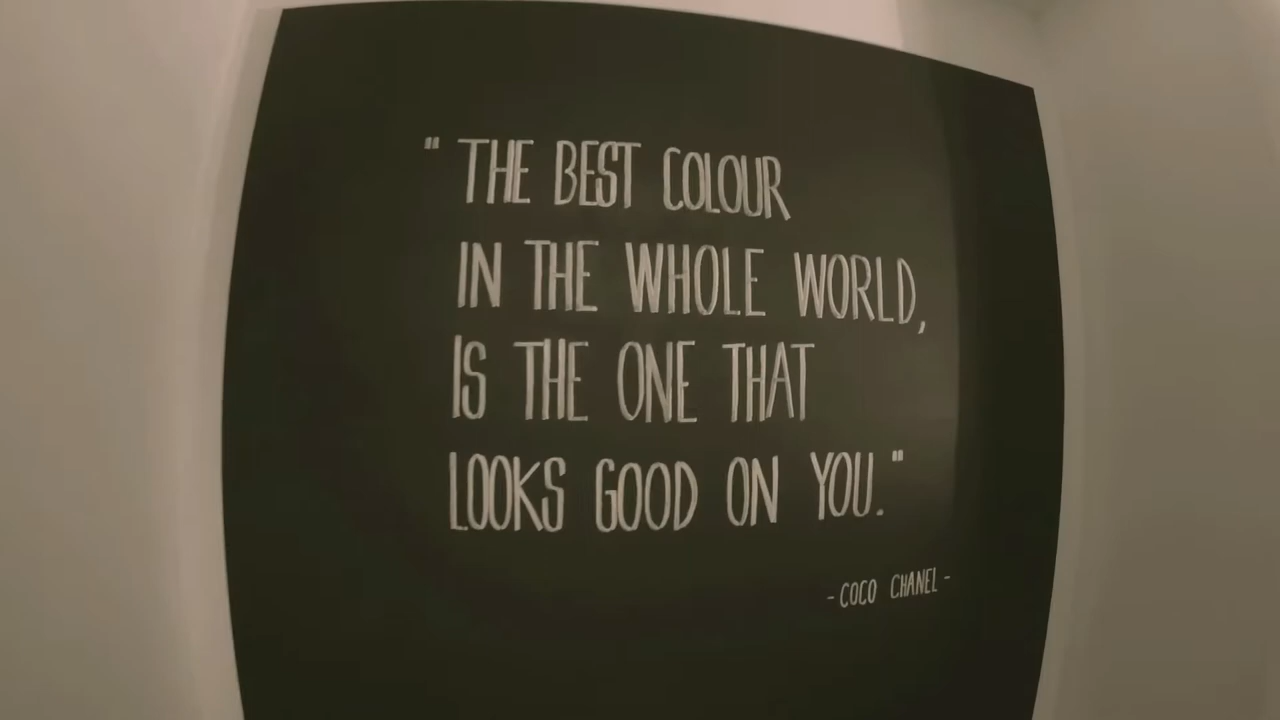 " THE BEST COLOUR
IN THE WHOLE WORLD,
IS THE ONE THAT
LOOKS GOOD ON YOU."
- COCO CHANEL -